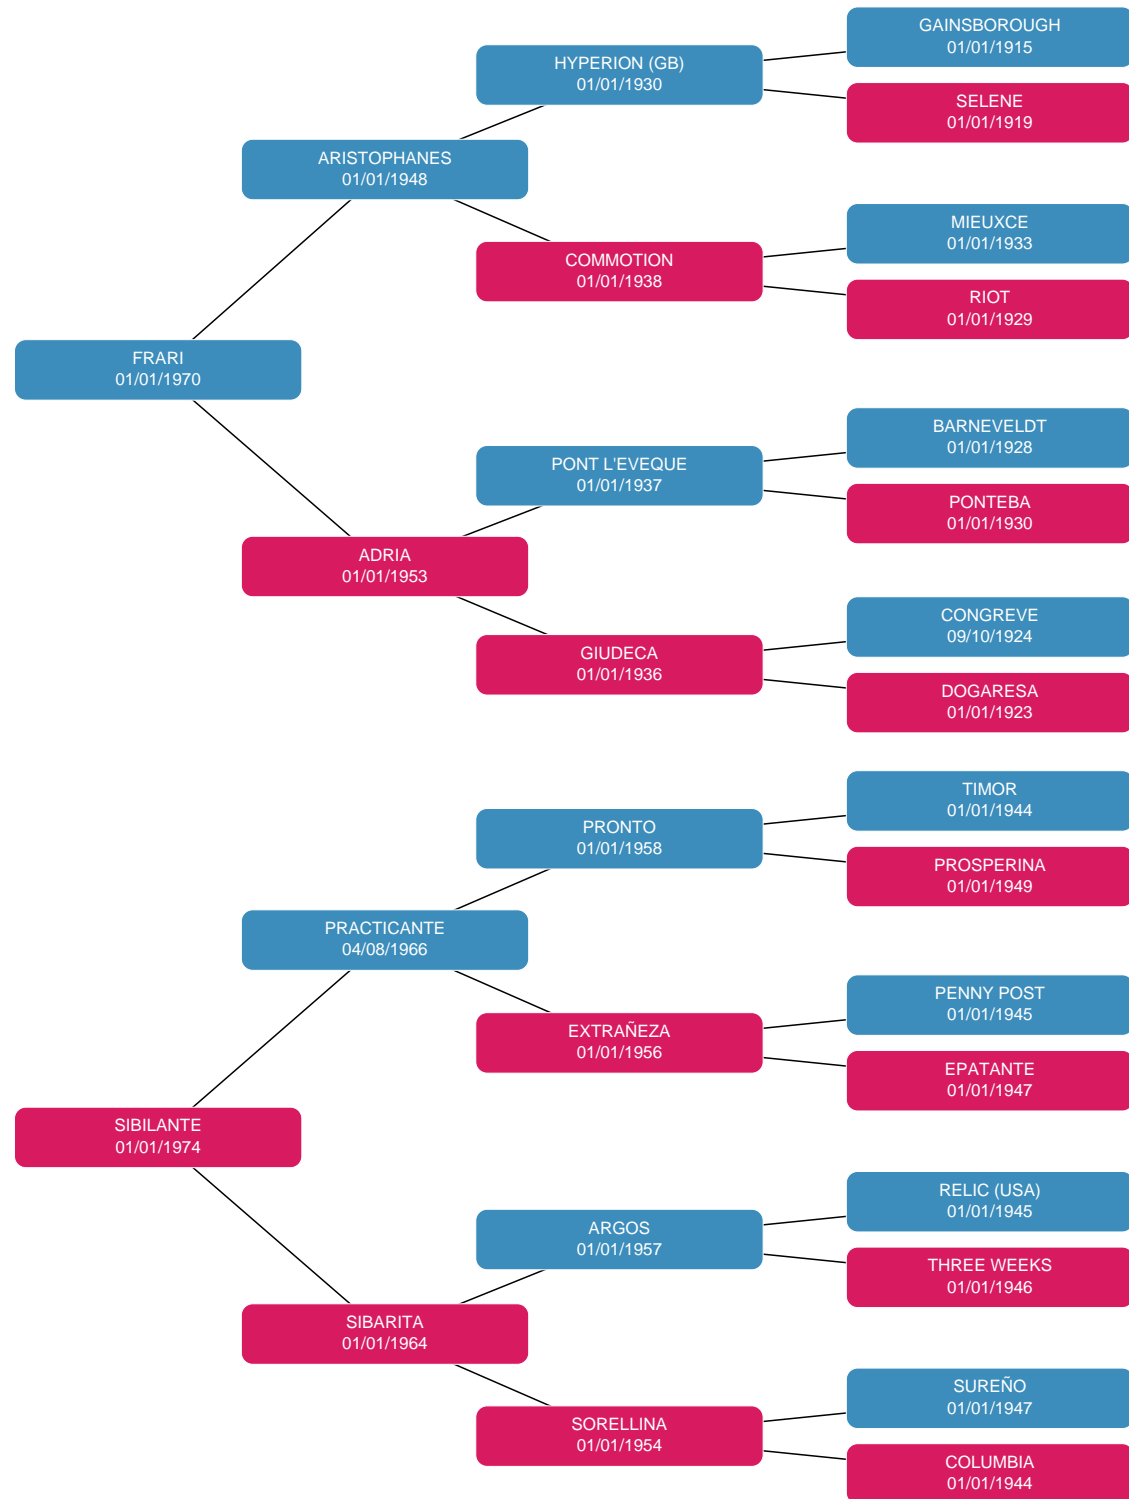 GAINSBOROUGH
01/01/1915
HYPERION (GB)
01/01/1930
SELENE
01/01/1919
ARISTOPHANES
01/01/1948
MIEUXCE
01/01/1933
COMMOTION
01/01/1938
RIOT
01/01/1929
FRARI
01/01/1970
BARNEVELDT
01/01/1928
PONT L'EVEQUE
01/01/1937
PONTEBA
01/01/1930
ADRIA
01/01/1953
CONGREVE
09/10/1924
GIUDECA
01/01/1936
DOGARESA
01/01/1923
TIMOR
01/01/1944
PRONTO
01/01/1958
PROSPERINA
01/01/1949
PRACTICANTE
04/08/1966
PENNY POST
01/01/1945
EXTRAÑEZA
01/01/1956
EPATANTE
01/01/1947
SIBILANTE
01/01/1974
RELIC (USA)
01/01/1945
ARGOS
01/01/1957
THREE WEEKS
01/01/1946
SIBARITA
01/01/1964
SUREÑO
01/01/1947
SORELLINA
01/01/1954
COLUMBIA
01/01/1944